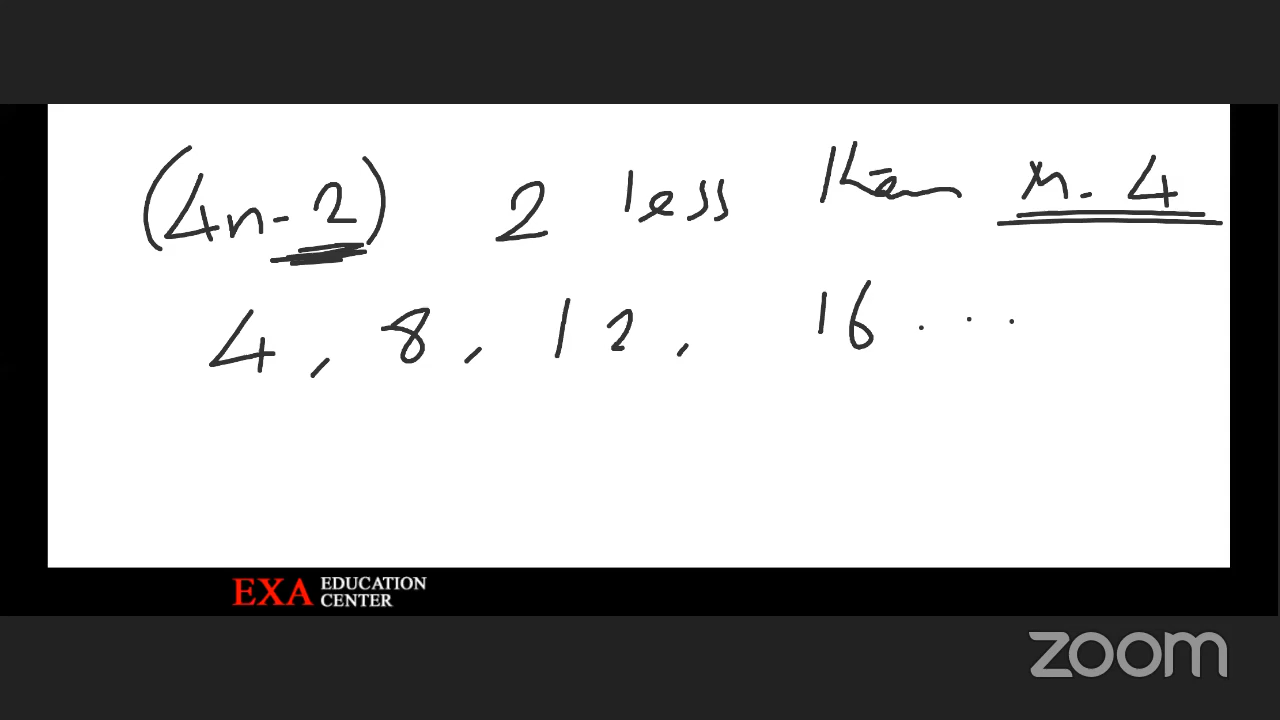 (4n-2) 2 less than n. 4
4, 8, 12, 16 ...
EXA EDUCATION CENTER
zoom